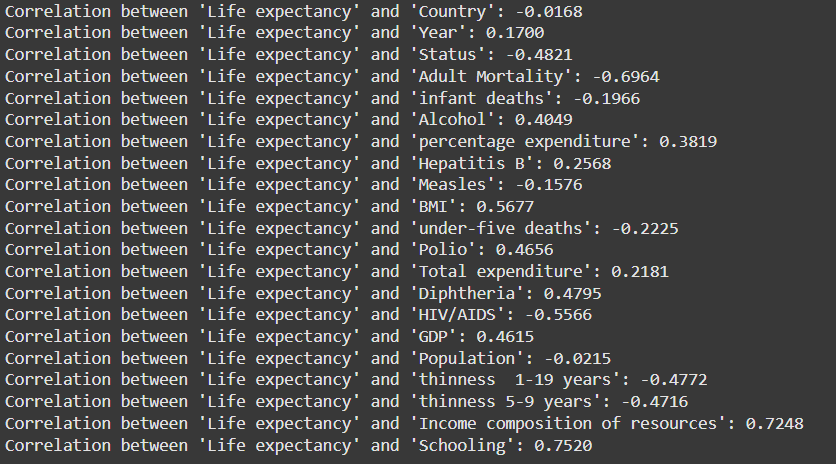 Correlation between 'Life expectancy' and 'Country': -0.0168
Correlation between 'Life expectancy' and 'Year': 0.1700
Correlation between 'Life expectancy' and 'Status': -0.4821
Correlation between 'Life expectancy' and 'Adult Mortality': -0.6964
Correlation between 'Life expectancy' and 'infant deaths': -0.1966
Correlation between 'Life expectancy' and 'Alcohol': 0.4049
Correlation between 'Life expectancy' and 'percentage expenditure': 0.3819
Correlation between 'Life expectancy' and 'Hepatitis B': 0.2568
Correlation between 'Life expectancy' and 'Measles': -0.1576
Correlation between 'Life expectancy' and 'BMI': 0.5677
Correlation between 'Life expectancy' and 'under-five deaths': -0.2225
Correlation between 'Life expectancy' and 'Polio': 0.4656
Correlation between 'Life expectancy' and 'Total expenditure': 0.2181
Correlation between 'Life expectancy' and 'Diphtheria': 0.4795
Correlation between 'Life expectancy' and 'HIV/AIDS': -0.5566
Correlation between 'Life expectancy' and 'GDP': 0.4615
Correlation between 'Life expectancy' and 'Population': -0.0215
Correlation between 'Life expectancy' and 'thinness  1-19 years': -0.4772
Correlation between 'Life expectancy' and 'thinness 5-9 years': -0.4716
Correlation between 'Life expectancy' and 'Income composition of resources': 0.7248
Correlation between 'Life expectancy' and 'Schooling': 0.7520